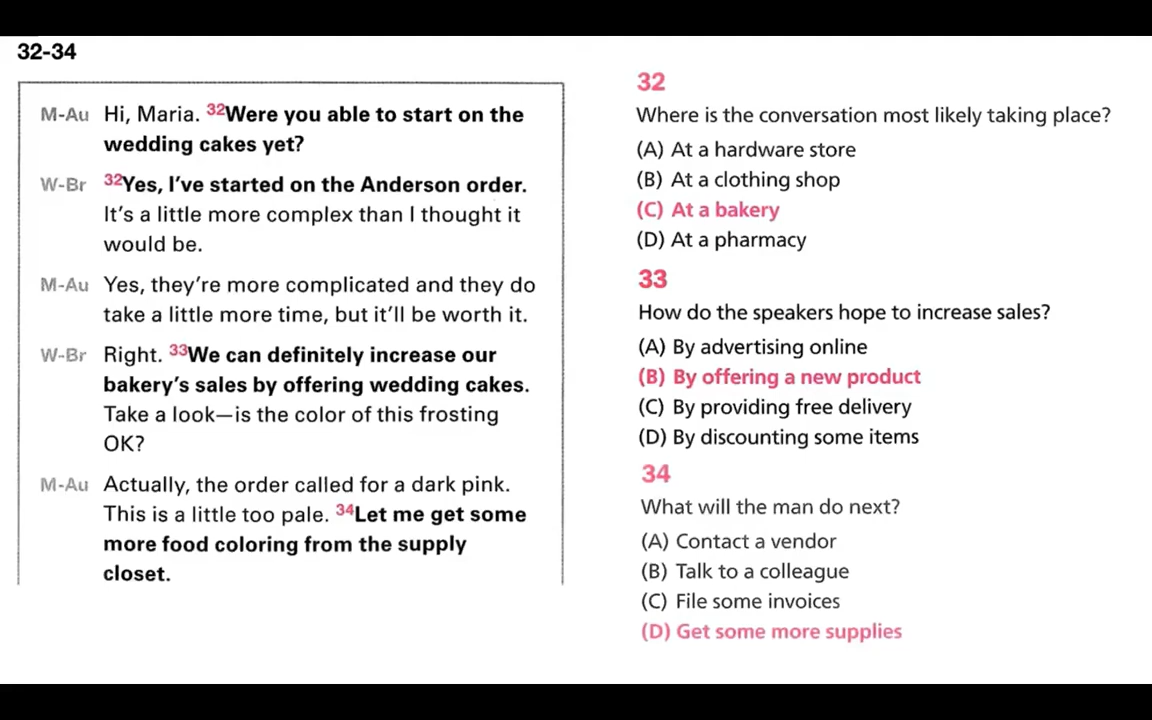 32-34
M-Au Hi, Maria. 32Were you able to start on the
wedding cakes yet?
W-Br 32Yes, I've started on the Anderson order.
It's a little more complex than I thought it
would be.
M-Au Yes, they're more complicated and they do
take a little more time, but it'll be worth it.
W-Br Right. 33We can definitely increase our
bakery's sales by offering wedding cakes.
Take a look—is the color of this frosting
OK?
M-Au Actually, the order called for a dark pink.
This is a little too pale. 34Let me get some
more food coloring from the supply
closet.
32
Where is the conversation most likely taking place?
(A) At a hardware store
(B) At a clothing shop
(C) At a bakery
(D) At a pharmacy
33
How do the speakers hope to increase sales?
(A) By advertising online
(B) By offering a new product
(C) By providing free delivery
(D) By discounting some items
34
What will the man do next?
(A) Contact a vendor
(B) Talk to a colleague
(C) File some invoices
(D) Get some more supplies